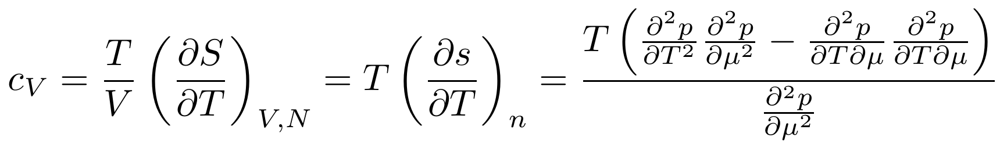 c_V = \frac{T}{V} \left( \frac{\partial S}{\partial T} \right)_{V,N} = T \left( \frac{\partial s}{\partial T} \right)_n = \frac{T \left( \frac{\partial^2 p}{\partial T^2} \frac{\partial^2 p}{\partial \mu^2} - \frac{\partial^2 p}{\partial T \partial \mu} \frac{\partial^2 p}{\partial T \partial \mu} \right)}{\frac{\partial^2 p}{\partial \mu^2}}